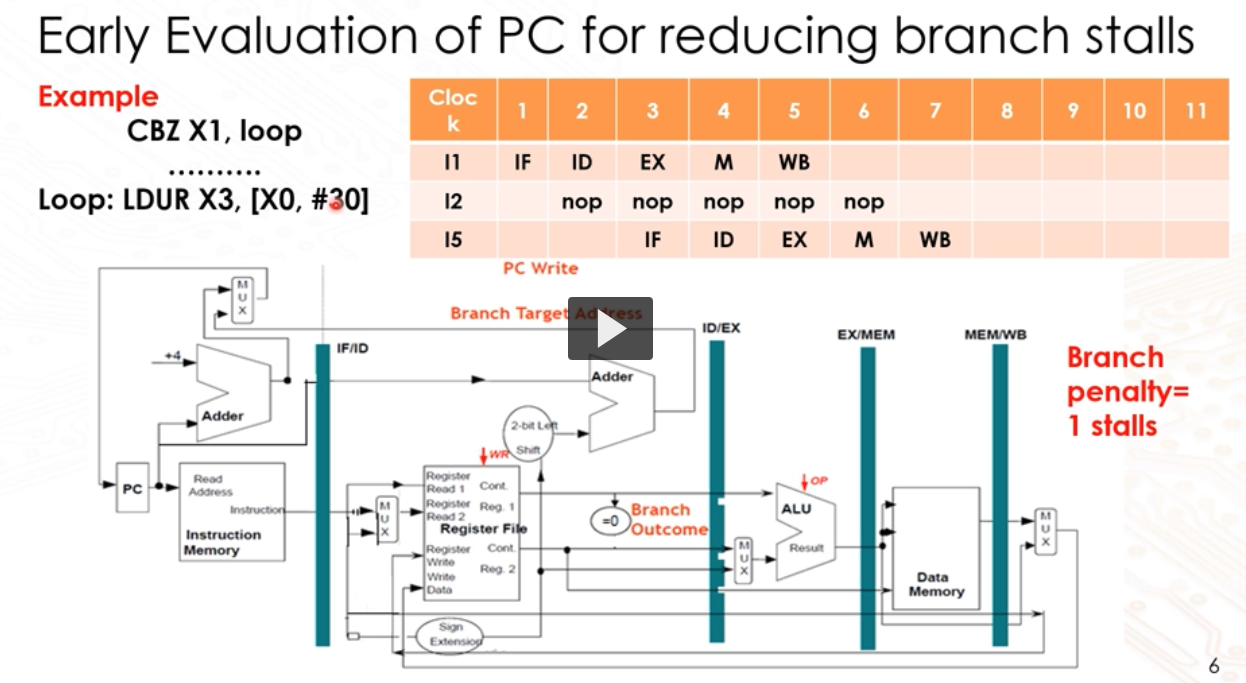 Early Evaluation of PC for reducing branch stalls
Example
CBZ X1, loop
..........
Loop: LDUR X3, [X0, #30]
Cloc
k 1 2 3 4 5 6 7 8 9 10 11
I1 IF ID EX M WB
I2 nop nop nop nop nop
I5 IF ID EX M WB
PC Write
M
U
X
Branch Target Address
IF/ID
ID/EX
EX/MEM
MEM/WB
+4
Adder
Adder
Branch
penalty=
1 stalls
2-bit Left
Shift
WR
PC
Read
Address
Instruction
Instruction
Memory
M
U
X
Register
Read 1
Cont.
Register
Read 2
Reg. 1
Register File
Register
Write
Cont.
Write
Data
Reg. 2
=0
Branch
Outcome
M
U
X
OP
ALU
Result
Data
Memory
M
U
X
Sign
Extension
6